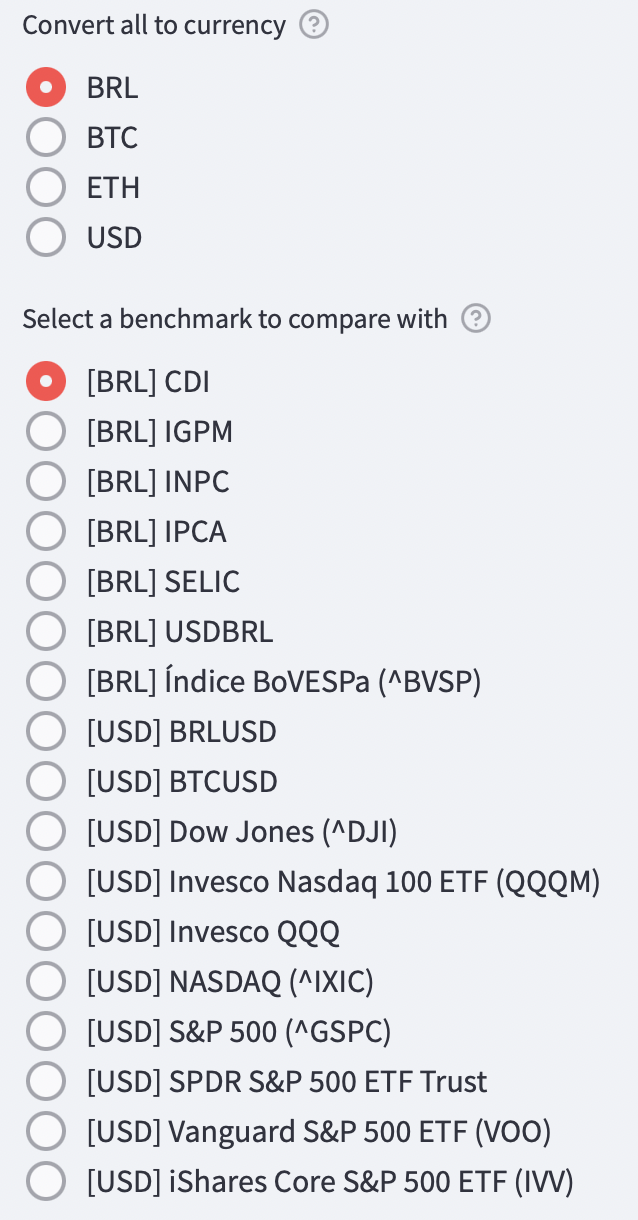 Convert all to currency ?
BRL
BTC
ETH
USD
Select a benchmark to compare with ?
[BRL] CDI
[BRL] IGPM
[BRL] INPC
[BRL] IPCA
[BRL] SELIC
[BRL] USDBRL
[BRL] Índice BoVESPa (^BVSP)
[USD] BRLUSD
[USD] BTCUSD
[USD] Dow Jones (^DJI)
[USD] Invesco Nasdaq 100 ETF (QQQM)
[USD] Invesco QQQ
[USD] NASDAQ (^IXIC)
[USD] S&P 500 (^GSPC)
[USD] SPDR S&P 500 ETF Trust
[USD] Vanguard S&P 500 ETF (VOO)
[USD] iShares Core S&P 500 ETF (IVV)